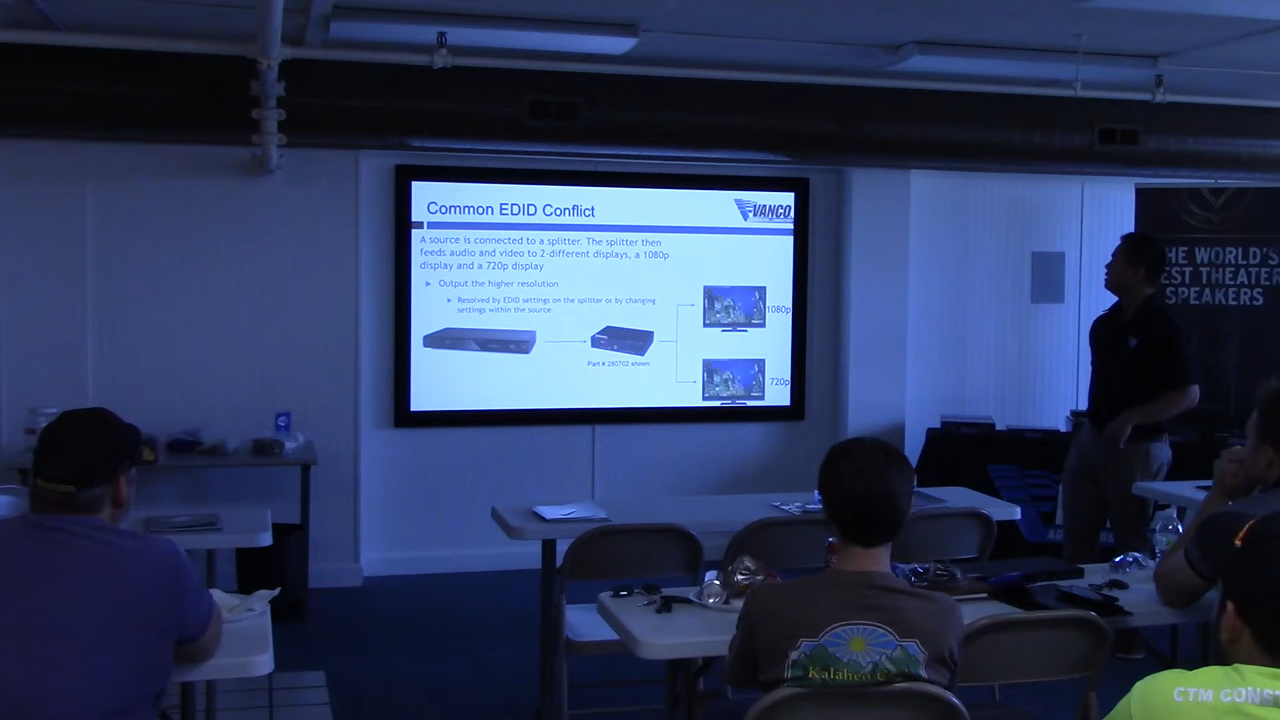 Common EDID Conflict
VANCO
A source is connected to a splitter. The splitter then
feeds audio and video to 2-different displays, a 1080p
display and a 720p display
Output the higher resolution
Resolved by EDID settings on the splitter or by changing
settings within the source.
1080p
Part # 280702 shown
720p
HE WORLD'S
EST THEATER
SPEAKERS
Kalaheo
CTM CONST